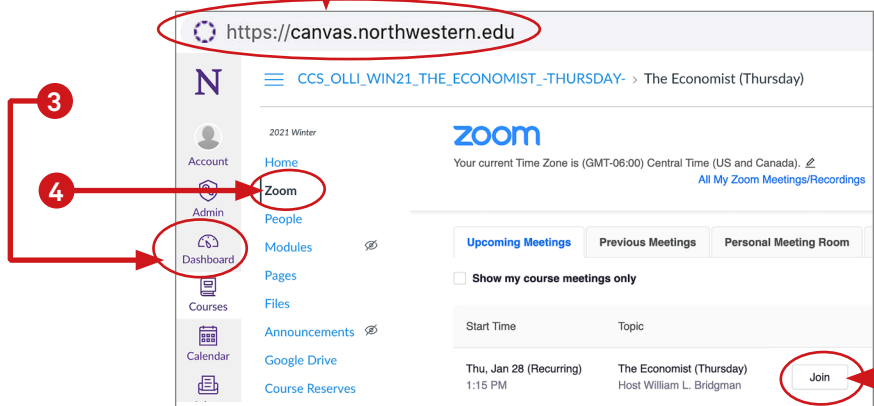 https://canvas.northwestern.edu
N
CCS_OLLI_WIN21_THE_ECONOMIST_-THURSDAY- > The Economist (Thursday)
3
4
Account
Admin
Dashboard
Courses
Calendar
2021 Winter
Home
Zoom
People
Modules
Pages
Files
Announcements
Google Drive
Course Reserves
zoom
Your current Time Zone is (GMT-06:00) Central Time (US and Canada).
All My Zoom Meetings/Recordings
Upcoming Meetings Previous Meetings Personal Meeting Room
Show my course meetings only
Start Time Topic
Thu, Jan 28 (Recurring) The Economist (Thursday)
1:15 PM Host William L. Bridgman
Join